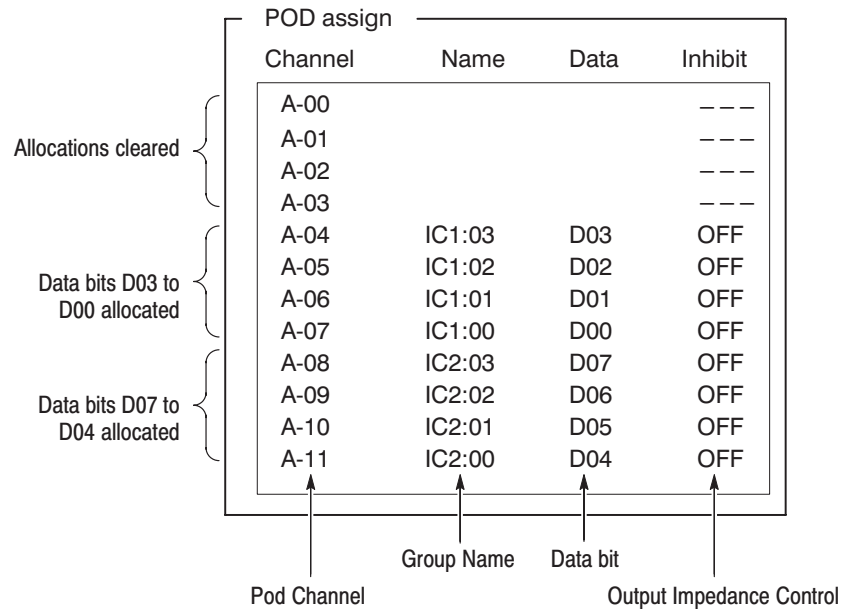 POD assign
Channel Name Data Inhibit
A-00 – – –
A-01 – – –
Allocations cleared
A-02 – – –
A-03 – – –
A-04 IC1:03 D03 OFF
A-05 IC1:02 D02 OFF
Data bits D03 to
D00 allocated
A-06 IC1:01 D01 OFF
A-07 IC1:00 D00 OFF
A-08 IC2:03 D07 OFF
A-09 IC2:02 D06 OFF
Data bits D07 to
D04 allocated
A-10 IC2:01 D05 OFF
A-11 IC2:00 D04 OFF
Group Name Data bit
Pod Channel Output Impedance Control